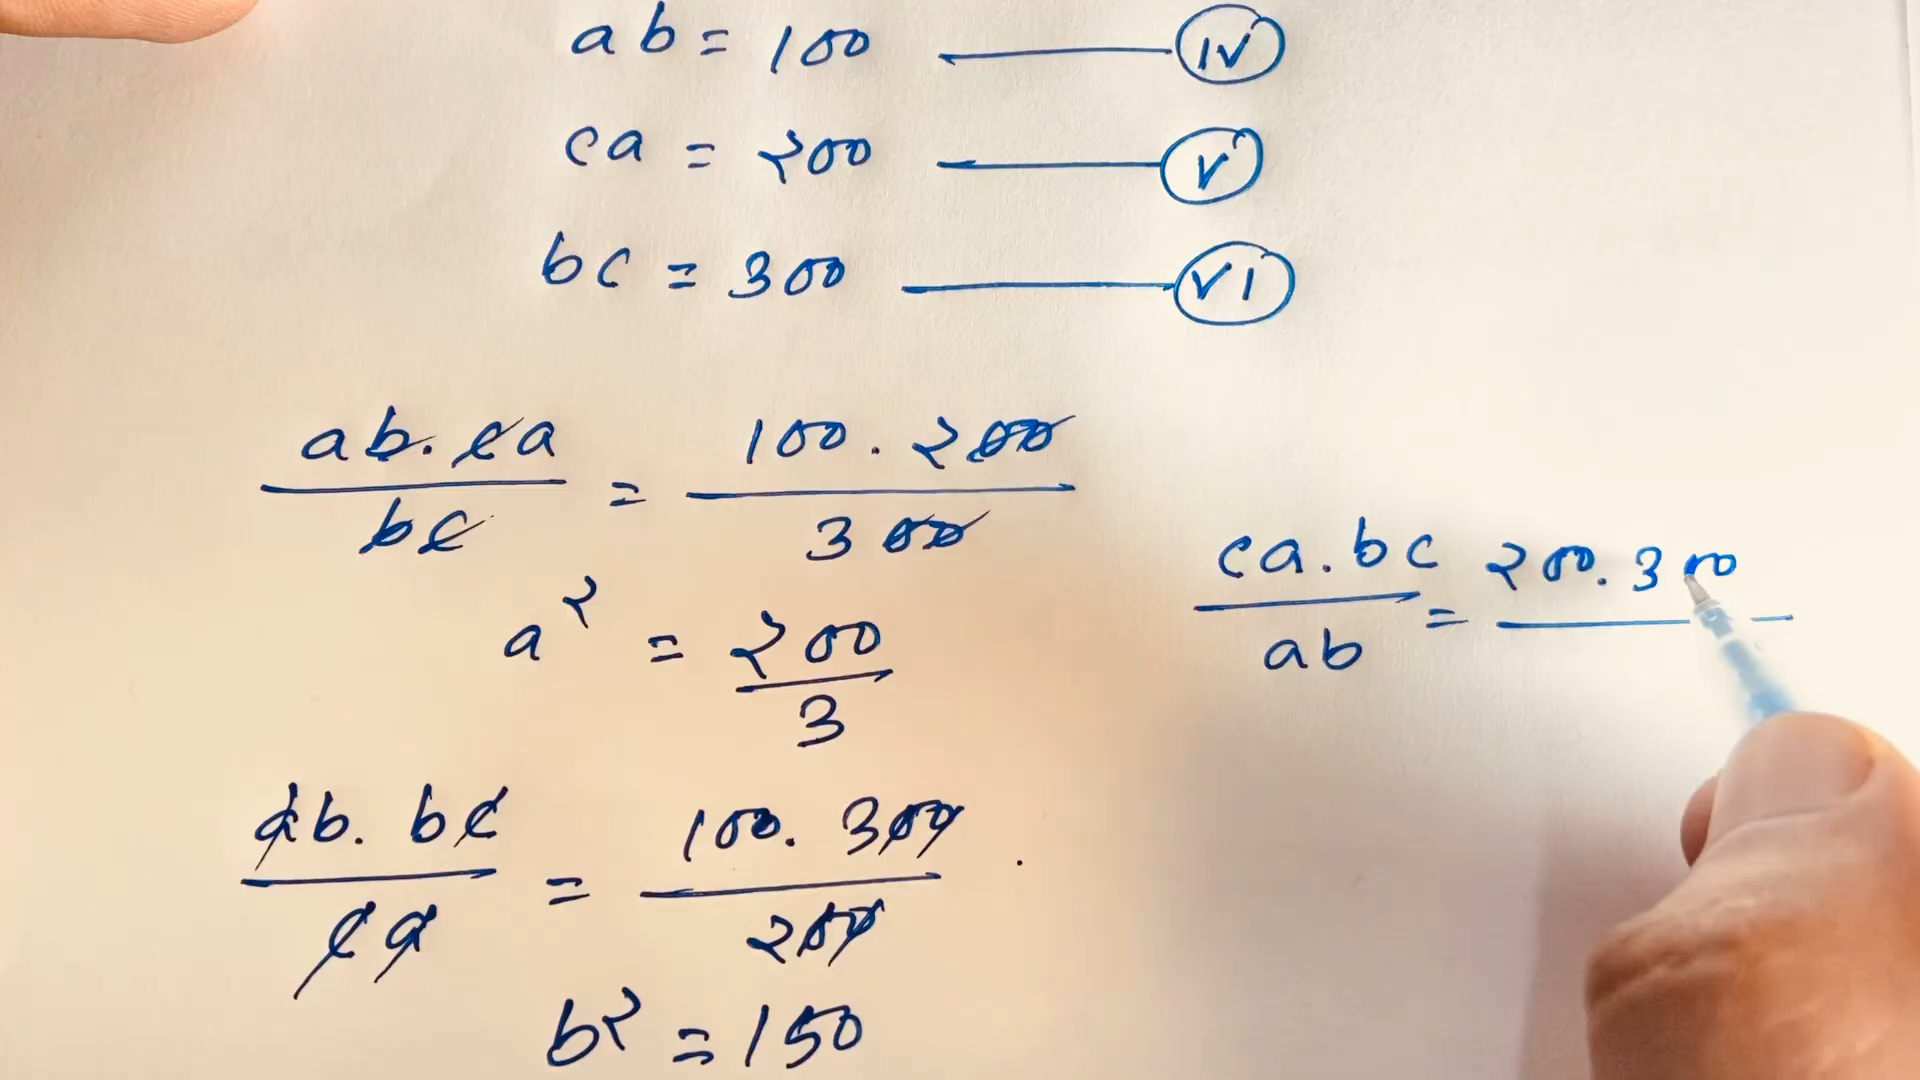 ab = 100 (IV)
ca = 200 (V)
bc = 300 (VI)
ab. ca / bc = 100 . 200 / 300
a² = 200 / 3
ab. bc / ca = 100. 300 / 200
b² = 150
ca. bc / ab = 200. 300